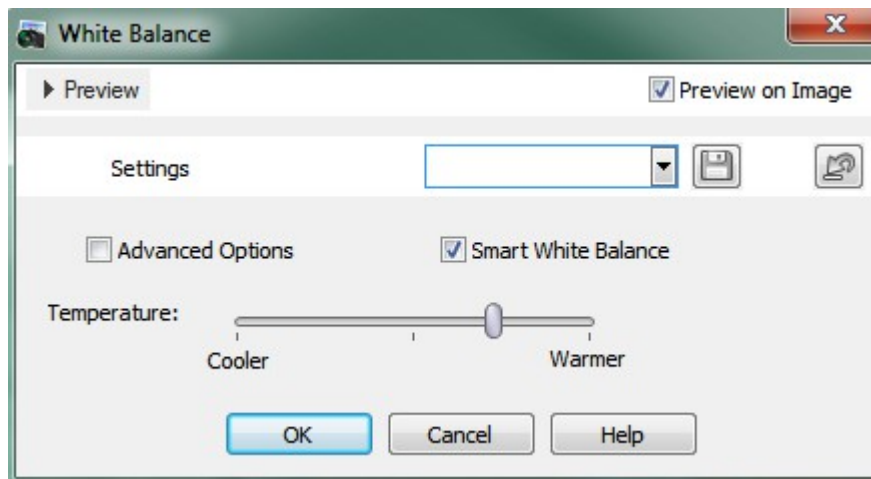 White Balance
Preview
Preview on Image
Settings
Advanced Options
Smart White Balance
Temperature:
Cooler
Warmer
OK
Cancel
Help